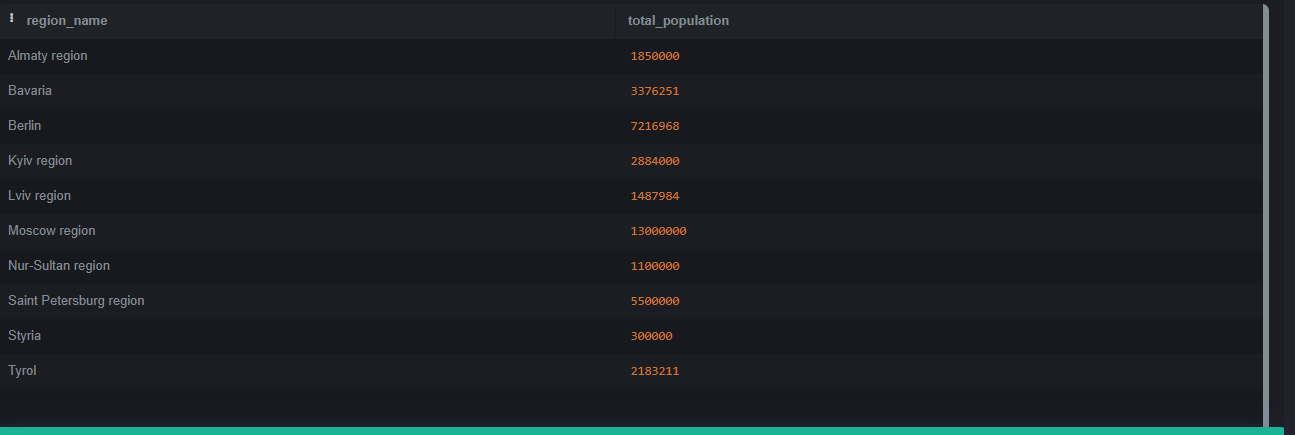 region_name total_population
Almaty region 1850000
Bavaria 3376251
Berlin 7216968
Kyiv region 2884000
Lviv region 1487984
Moscow region 13000000
Nur-Sultan region 1100000
Saint Petersburg region 5500000
Styria 300000
Tyrol 2183211